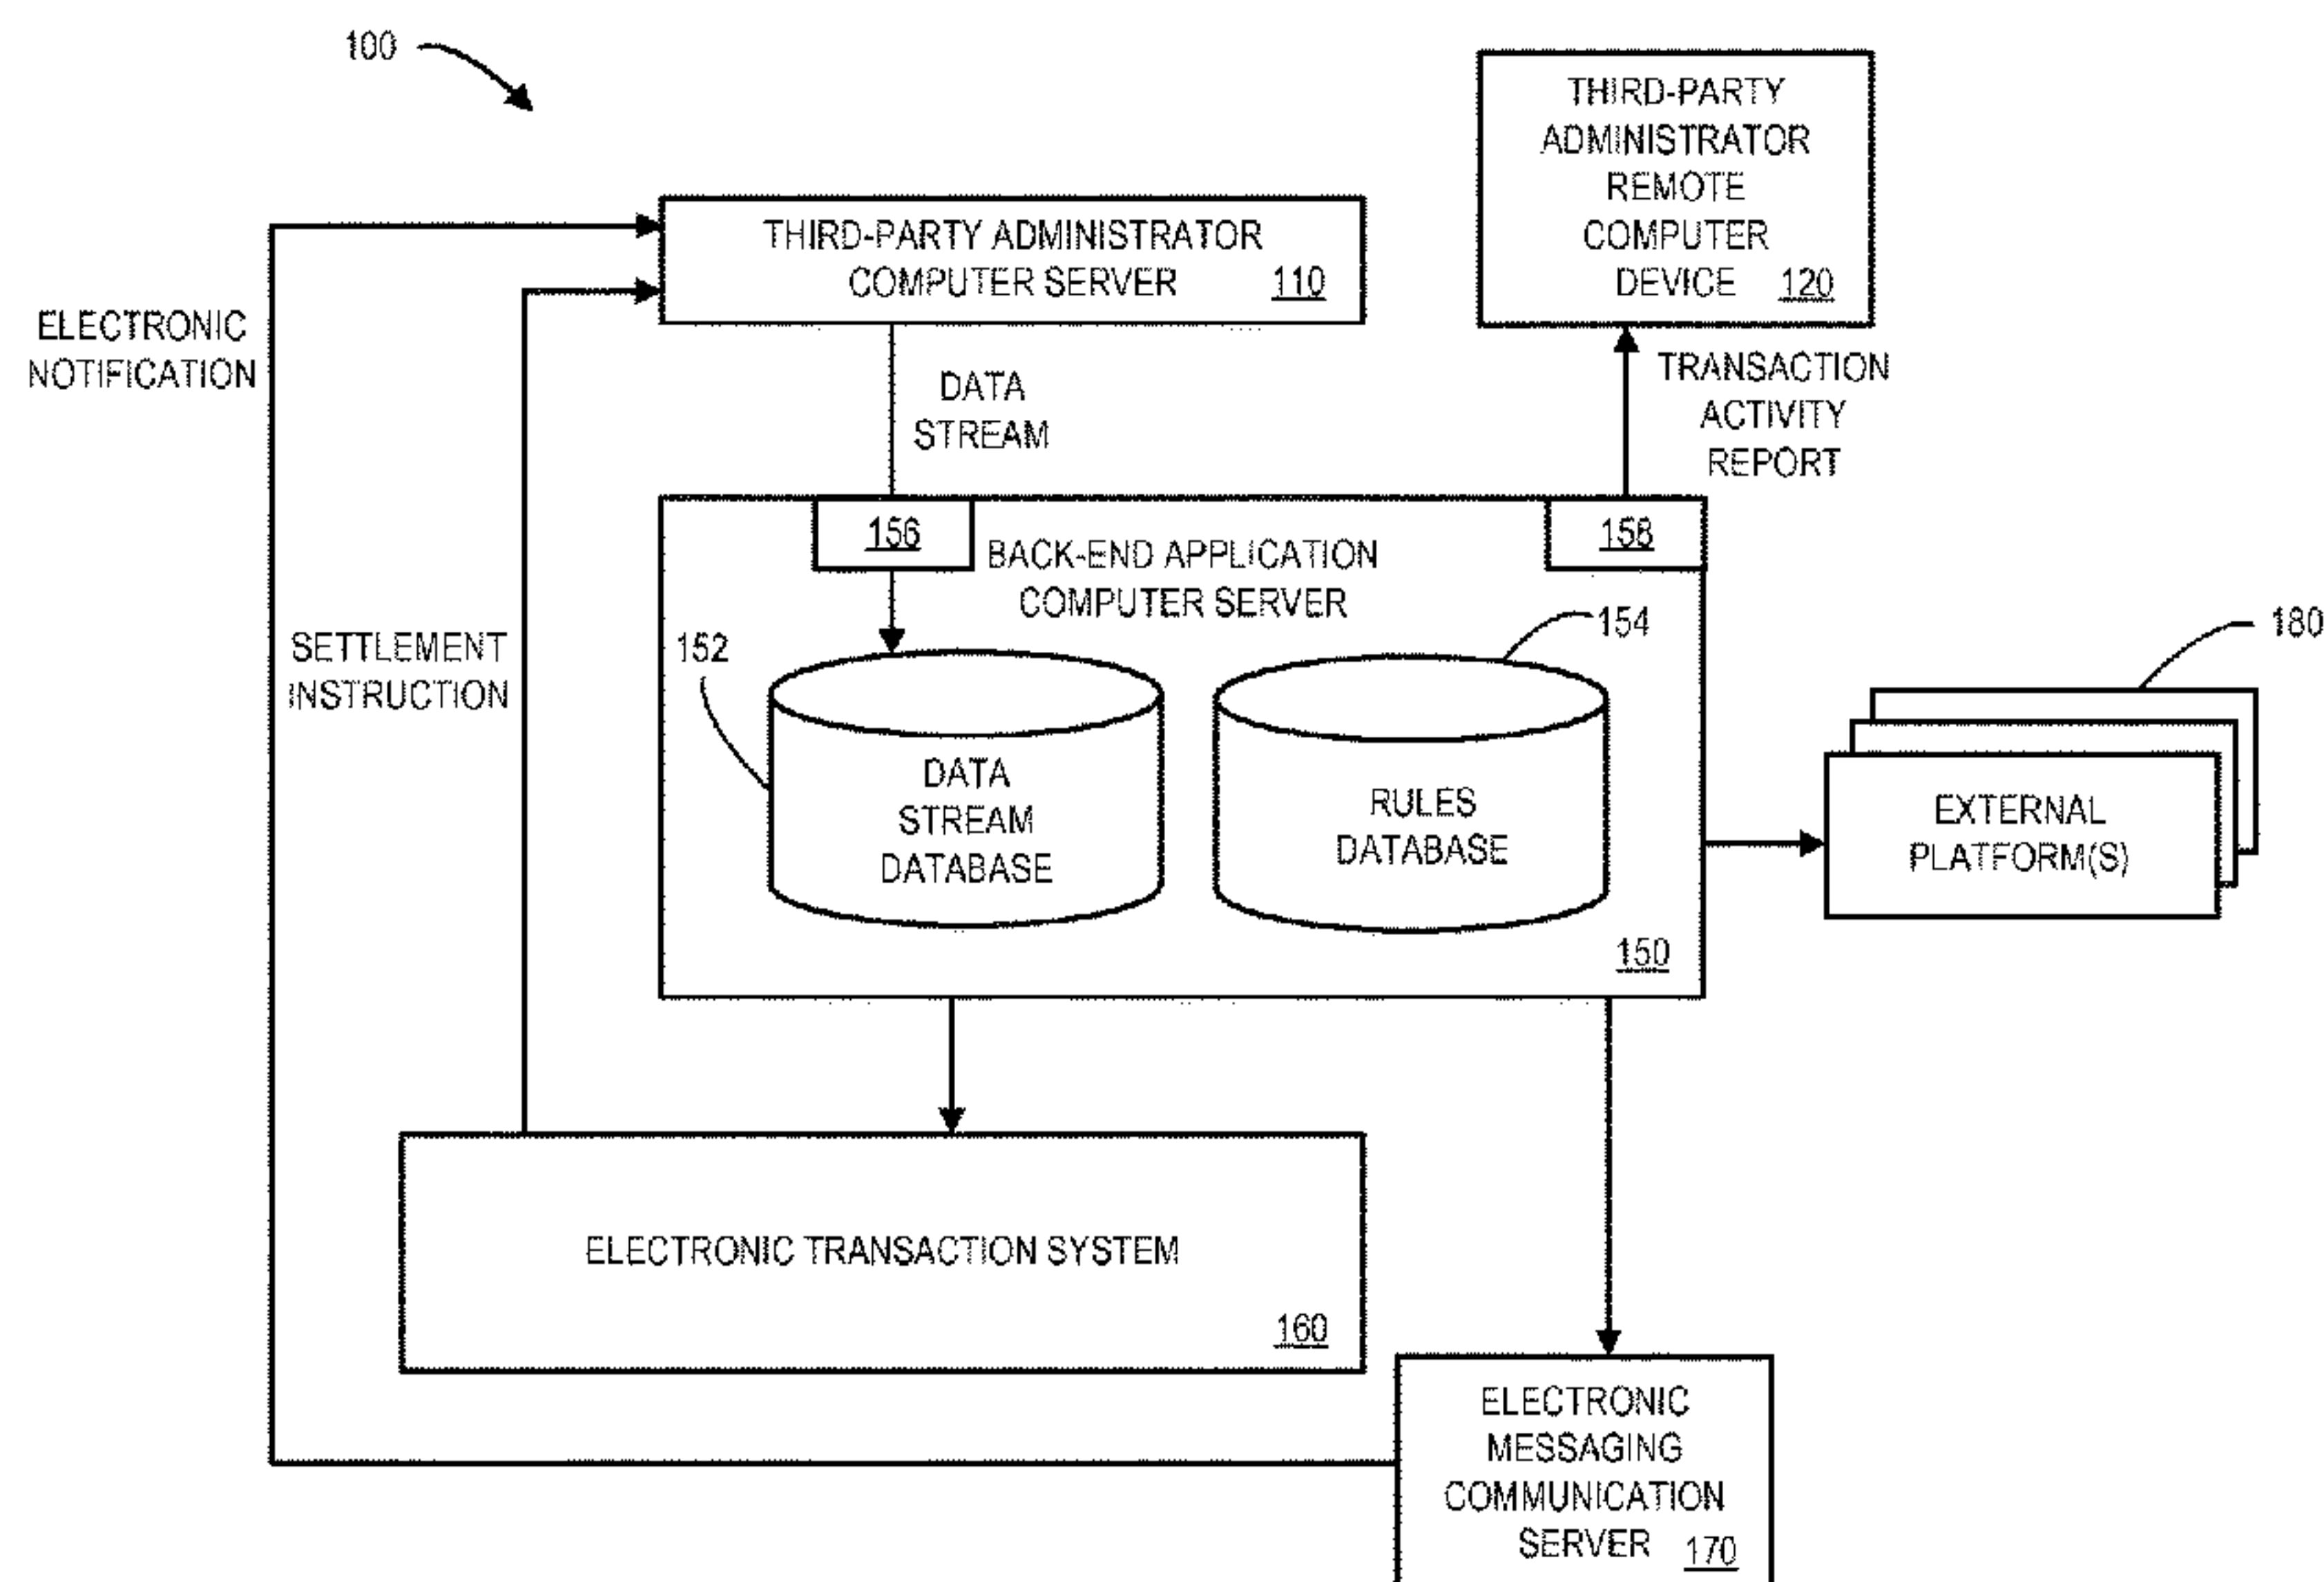 100
THIRD-PARTY
ADMINISTRATOR
REMOTE
COMPUTER
DEVICE 120
THIRD-PARTY ADMINISTRATOR
COMPUTER SERVER 110
ELECTRONIC
NOTIFICATION
DATA
STREAM
TRANSACTION
ACTIVITY
REPORT
156
158
BACK-END APPLICATION
COMPUTER SERVER
SETTLEMENT
INSTRUCTION
152
154
180
DATA
STREAM
DATABASE
RULES
DATABASE
EXTERNAL
PLATFORM(S)
150
ELECTRONIC TRANSACTION SYSTEM
160
ELECTRONIC
MESSAGING
COMMUNICATION
SERVER 170